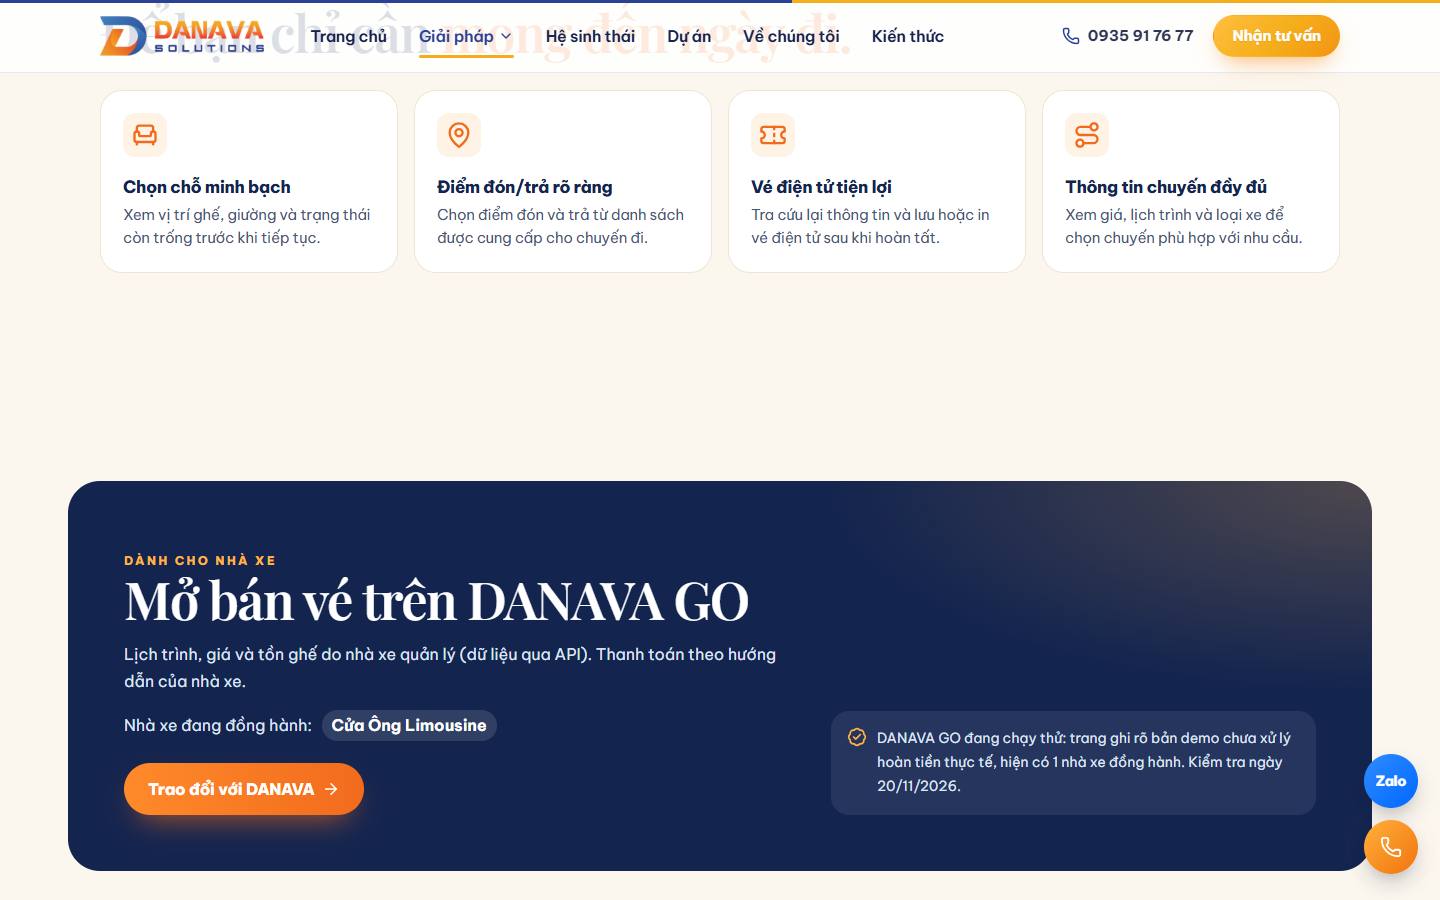 Để bạn chỉ cần mong đến ngày đi.
DANAVA
SOLUTIONS
Trang chủ
Giải pháp
Hệ sinh thái
Dự án
Về chúng tôi
Kiến thức
0935 91 76 77
Nhận tư vấn
Chọn chỗ minh bạch
Xem vị trí ghế, giường và trạng thái
còn trống trước khi tiếp tục.
Điểm đón/trả rõ ràng
Chọn điểm đón và trả từ danh sách
được cung cấp cho chuyến đi.
Vé điện tử tiện lợi
Tra cứu lại thông tin và lưu hoặc in
vé điện tử sau khi hoàn tất.
Thông tin chuyến đầy đủ
Xem giá, lịch trình và loại xe để
chọn chuyến phù hợp với nhu cầu.
DÀNH CHO NHÀ XE
Mở bán vé trên DANAVA GO
Lịch trình, giá và tồn ghế do nhà xe quản lý (dữ liệu qua API). Thanh toán theo hướng
dẫn của nhà xe.
Nhà xe đang đồng hành: Cửa Ông Limousine
Trao đổi với DANAVA
DANAVA GO đang chạy thử: trang ghi rõ bản demo chưa xử lý
hoàn tiền thực tế, hiện có 1 nhà xe đồng hành. Kiểm tra ngày
20/11/2026.
Zalo